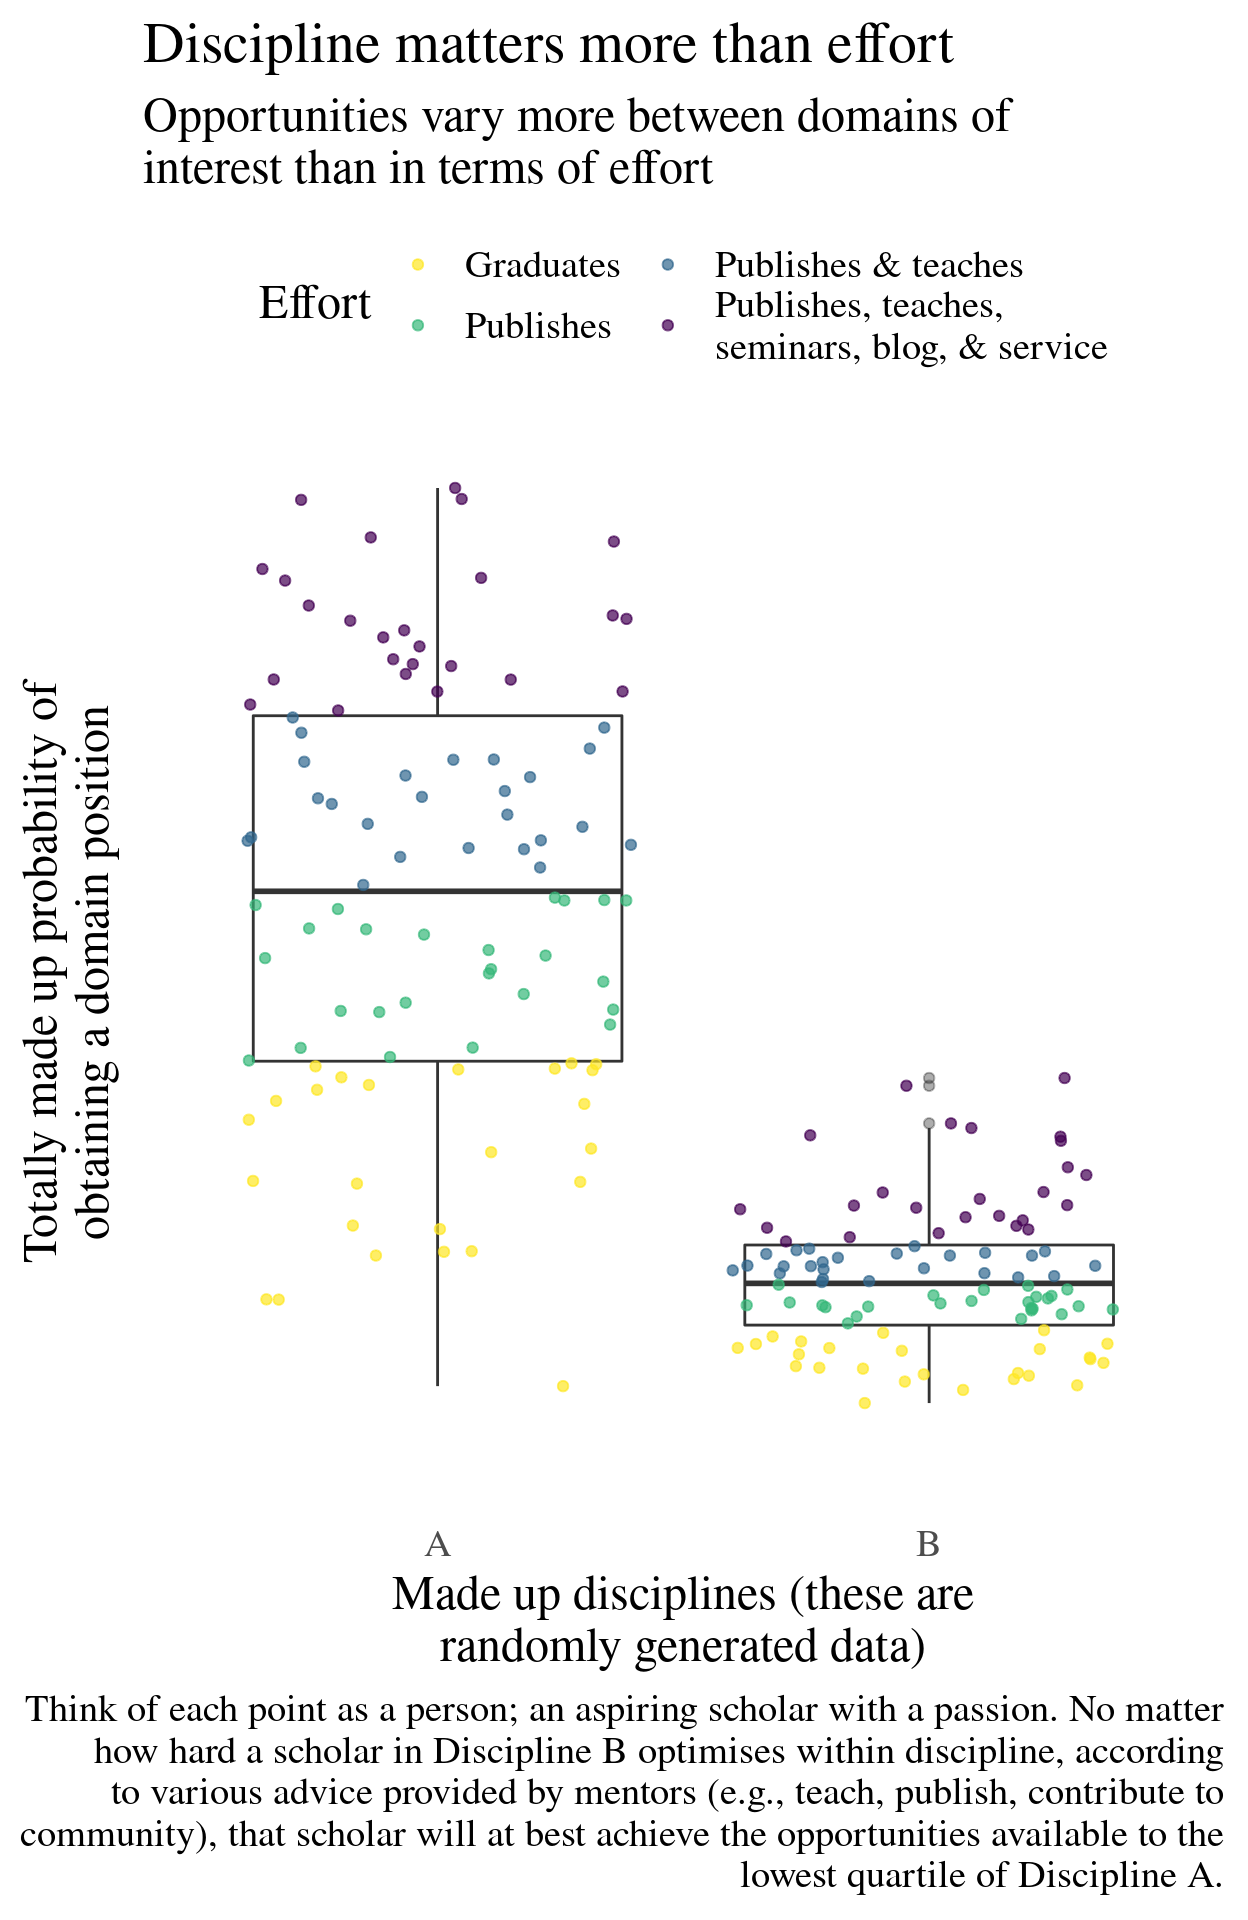 Discipline matters more than effort
Opportunities vary more between domains of
interest than in terms of effort
Effort
Graduates
Publishes
Publishes & teaches
Publishes, teaches,
seminars, blog, & service
Totally made up probability of
obtaining a domain position
A
B
Made up disciplines (these are
randomly generated data)
Think of each point as a person; an aspiring scholar with a passion. No matter
how hard a scholar in Discipline B optimises within discipline, according
to various advice provided by mentors (e.g., teach, publish, contribute to
community), that scholar will at best achieve the opportunities available to the
lowest quartile of Discipline A.